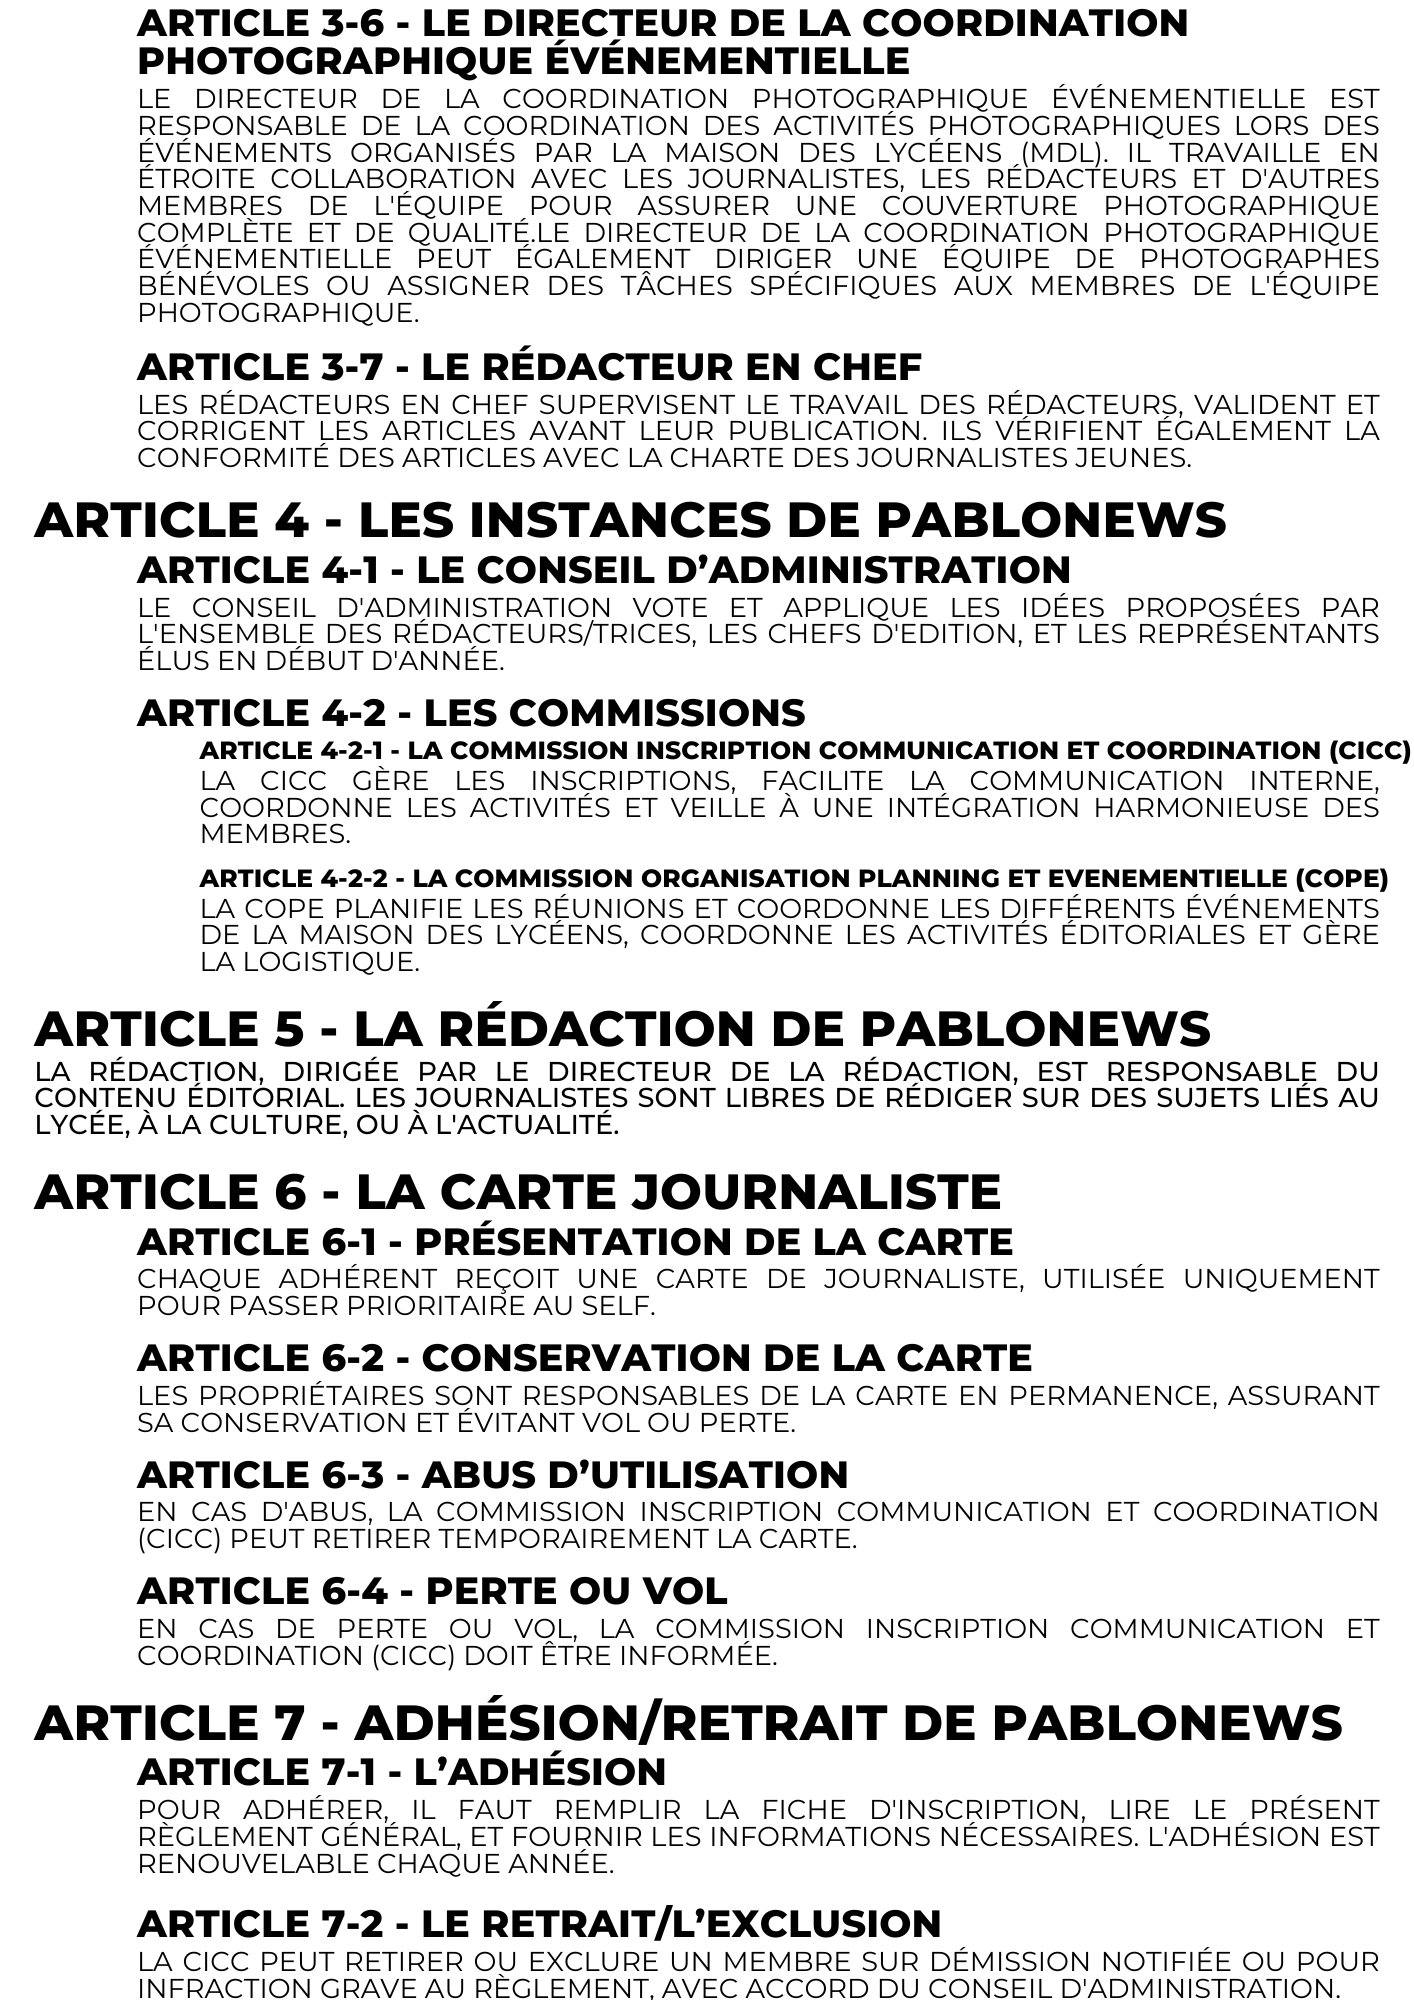 ARTICLE 3-6 - LE DIRECTEUR DE LA COORDINATION
PHOTOGRAPHIQUE ÉVÉNEMENTIELLE
LE DIRECTEUR DE LA COORDINATION PHOTOGRAPHIQUE ÉVÉNEMENTIELLE EST
RESPONSABLE DE LA COORDINATION DES ACTIVITÉS PHOTOGRAPHIQUES LORS DES
ÉVÉNEMENTS ORGANISÉS PAR LA MAISON DES LYCÉENS (MDL). IL TRAVAILLE EN
ÉTROITE COLLABORATION AVEC LES JOURNALISTES, LES RÉDACTEURS ET D'AUTRES
MEMBRES DE L'ÉQUIPE POUR ASSURER UNE COUVERTURE PHOTOGRAPHIQUE
COMPLÈTE ET DE QUALITÉ.LE DIRECTEUR DE LA COORDINATION PHOTOGRAPHIQUE
ÉVÉNEMENTIELLE PEUT ÉGALEMENT DIRIGER UNE ÉQUIPE DE PHOTOGRAPHES
BÉNÉVOLES OU ASSIGNER DES TÂCHES SPÉCIFIQUES AUX MEMBRES DE L'ÉQUIPE
PHOTOGRAPHIQUE.
ARTICLE 3-7 - LE RÉDACTEUR EN CHEF
LES RÉDACTEURS EN CHEF SUPERVISENT LE TRAVAIL DES RÉDACTEURS, VALIDENT ET
CORRIGENT LES ARTICLES AVANT LEUR PUBLICATION. ILS VÉRIFIENT ÉGALEMENT LA
CONFORMITÉ DES ARTICLES AVEC LA CHARTE DES JOURNALISTES JEUNES.
ARTICLE 4 - LES INSTANCES DE PABLONEWS
ARTICLE 4-1 - LE CONSEIL D’ADMINISTRATION
LE CONSEIL D'ADMINISTRATION VOTE ET APPLIQUE LES IDÉES PROPOSÉES PAR
L'ENSEMBLE DES RÉDACTEURS/TRICES, LES CHEFS D'EDITION, ET LES REPRÉSENTANTS
ÉLUS EN DÉBUT D'ANNÉE.
ARTICLE 4-2 - LES COMMISSIONS
ARTICLE 4-2-1 - LA COMMISSION INSCRIPTION COMMUNICATION ET COORDINATION (CICC)
LA CICC GÈRE LES INSCRIPTIONS, FACILITE LA COMMUNICATION INTERNE,
COORDONNE LES ACTIVITÉS ET VEILLE À UNE INTÉGRATION HARMONIEUSE DES
MEMBRES.
ARTICLE 4-2-2 - LA COMMISSION ORGANISATION PLANNING ET EVENEMENTIELLE (COPE)
LA COPE PLANIFIE LES RÉUNIONS ET COORDONNE LES DIFFÉRENTS ÉVÉNEMENTS
DE LA MAISON DES LYCÉENS, COORDONNE LES ACTIVITÉS ÉDITORIALES ET GÈRE
LA LOGISTIQUE.
ARTICLE 5 - LA RÉDACTION DE PABLONEWS
LA RÉDACTION, DIRIGÉE PAR LE DIRECTEUR DE LA RÉDACTION, EST RESPONSABLE DU
CONTENU ÉDITORIAL. LES JOURNALISTES SONT LIBRES DE RÉDIGER SUR DES SUJETS LIÉS AU
LYCÉE, À LA CULTURE, OU À L'ACTUALITÉ.
ARTICLE 6 - LA CARTE JOURNALISTE
ARTICLE 6-1 - PRÉSENTATION DE LA CARTE
CHAQUE ADHÉRENT REÇOIT UNE CARTE DE JOURNALISTE, UTILISÉE UNIQUEMENT
POUR PASSER PRIORITAIRE AU SELF.
ARTICLE 6-2 - CONSERVATION DE LA CARTE
LES PROPRIÉTAIRES SONT RESPONSABLES DE LA CARTE EN PERMANENCE, ASSURANT
SA CONSERVATION ET ÉVITANT VOL OU PERTE.
ARTICLE 6-3 - ABUS D’UTILISATION
EN CAS D'ABUS, LA COMMISSION INSCRIPTION COMMUNICATION ET COORDINATION
(CICC) PEUT RETIRER TEMPORAIREMENT LA CARTE.
ARTICLE 6-4 - PERTE OU VOL
EN CAS DE PERTE OU VOL, LA COMMISSION INSCRIPTION COMMUNICATION ET
COORDINATION (CICC) DOIT ÊTRE INFORMÉE.
ARTICLE 7 - ADHÉSION/RETRAIT DE PABLONEWS
ARTICLE 7-1 - L’ADHÉSION
POUR ADHÉRER, IL FAUT REMPLIR LA FICHE D'INSCRIPTION, LIRE LE PRÉSENT
RÈGLEMENT GÉNÉRAL, ET FOURNIR LES INFORMATIONS NÉCESSAIRES. L'ADHÉSION EST
RENOUVELABLE CHAQUE ANNÉE.
ARTICLE 7-2 - LE RETRAIT/L’EXCLUSION
LA CICC PEUT RETIRER OU EXCLURE UN MEMBRE SUR DÉMISSION NOTIFIÉE OU POUR
INFRACTION GRAVE AU RÈGLEMENT, AVEC ACCORD DU CONSEIL D'ADMINISTRATION.